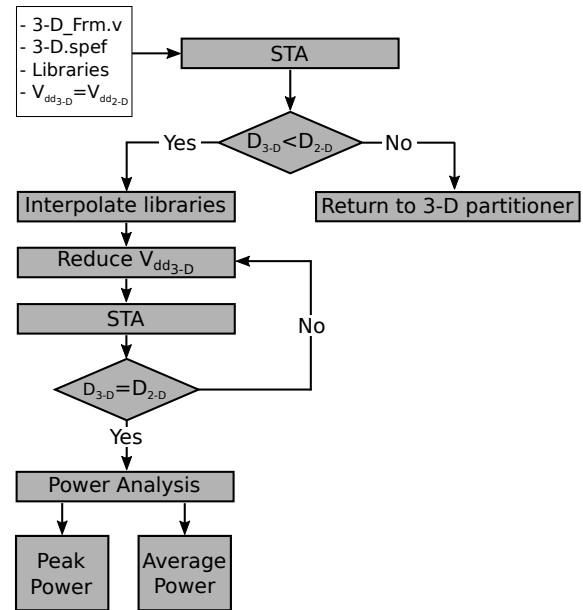 - 3-D_Frm.v
- 3-D.spef
- Libraries
- Vdd3-D=Vdd2-D
STA
D3-D<D2-D
Yes
No
Interpolate libraries
Return to 3-D partitioner
Reduce Vdd3-D
STA
No
D3-D=D2-D
Yes
Power Analysis
Peak
Power
Average
Power